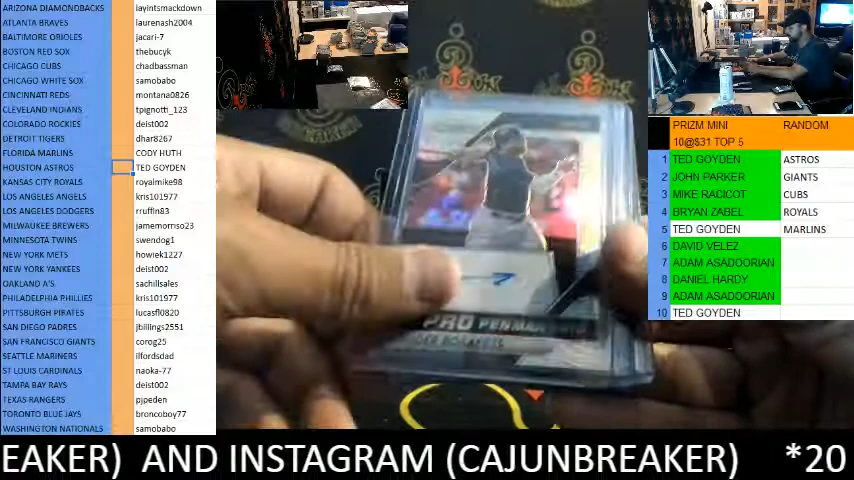 ARIZONA DIAMONDBACKS layintsmackdown
ATLANTA BRAVES laurenash2004
BALTIMORE ORIOLES jacari-7
BOSTON RED SOX thebucyk
CHICAGO CUBS chadbassman
CHICAGO WHITE SOX samobabo
CINCINNATI REDS montana0826
CLEVELAND INDIANS tpignotti_123
COLORADO ROCKIES deist002
DETROIT TIGERS dhar8267
FLORIDA MARLINS CODY HUTH
HOUSTON ASTROS TED GOYDEN
KANSAS CITY ROYALS royalmike98
LOS ANGELES ANGELS kris101977
LOS ANGELES DODGERS rruffin83
MILWAUKEE BREWERS jamemorriso23
MINNESOTA TWINS swendog1
NEW YORK METS howiek1227
NEW YORK YANKEES deist002
OAKLAND A'S sachillsales
PHILADELPHIA PHILLIES kris101977
PITTSBURGH PIRATES lucasfl0820
SAN DIEGO PADRES jbillings2551
SAN FRANCISCO GIANTS corog25
SEATTLE MARINERS ilfordsdad
ST LOUIS CARDINALS naoka-77
TAMPA BAY RAYS deist002
TEXAS RANGERS pjpeden
TORONTO BLUE JAYS broncoboy77
WASHINGTON NATIONALS samobabo
PRO
PRIZM MINI RANDOM
10@$31 TOP 5
1 TED GOYDEN ASTROS
2 JOHN PARKER GIANTS
3 MIKE RACICOT CUBS
4 BRYAN ZABEL ROYALS
5 TED GOYDEN MARLINS
6 DAVID VELEZ
7 ADAM ASADOORIAN
8 DANIEL HARDY
9 ADAM ASADOORIAN
10 TED GOYDEN
EAKER) AND INSTAGRAM (CAJUNBREAKER) *20